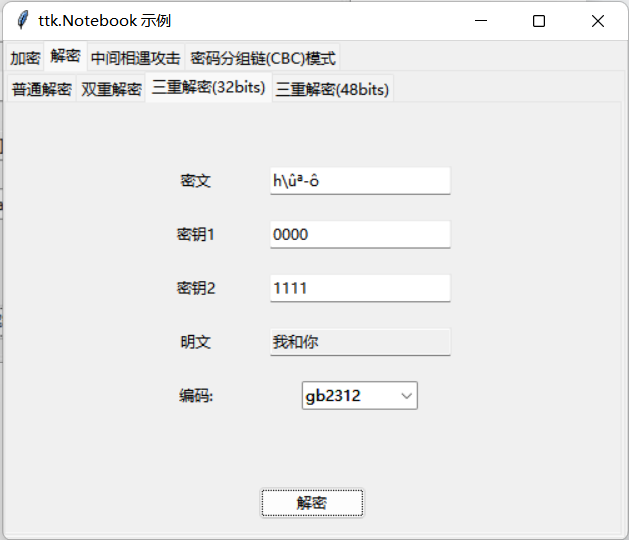 ttk.Notebook 示例
加密 解密 中间相遇攻击 密码分组链(CBC)模式
普通解密 双重解密 三重解密(32bits) 三重解密(48bits)
密文 h\ûª-ô
密钥1 0000
密钥2 1111
明文 我和你
编码: gb2312
解密